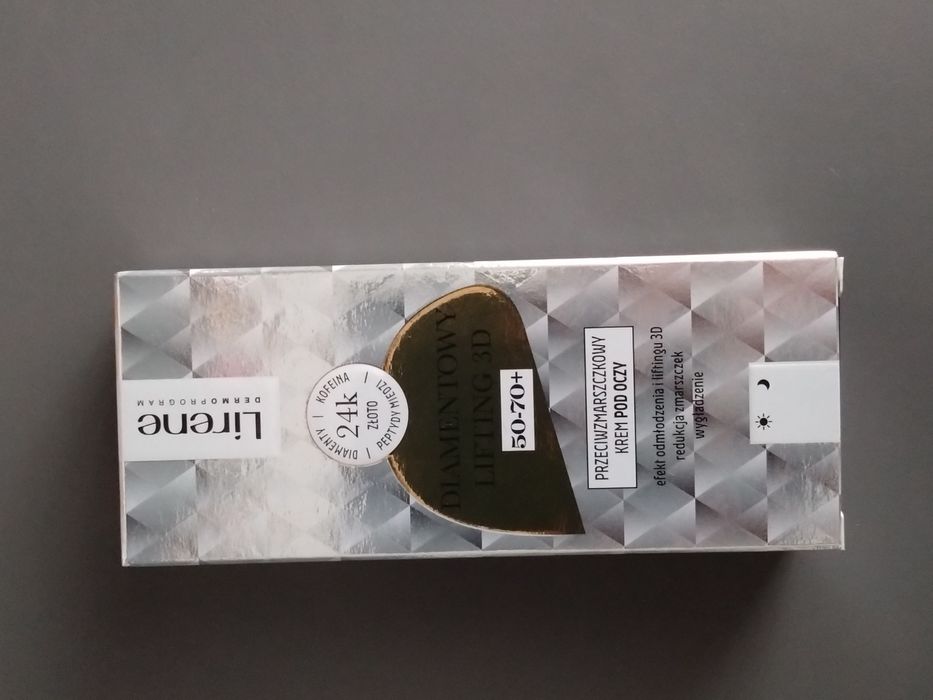 Lirene
DERMOPROGRAM
DIAMENTY | KOFEINA | PEPTYDY MIEDZI |
24k
ZŁOTO
DIAMENTOWY
LIFTING 3D
50-70+
PRZECIWZMARSZCZKOWY
KREM POD OCZY
efekt odmłodzenia i liftingu 3D
redukcja zmarszczek
wygładzenie